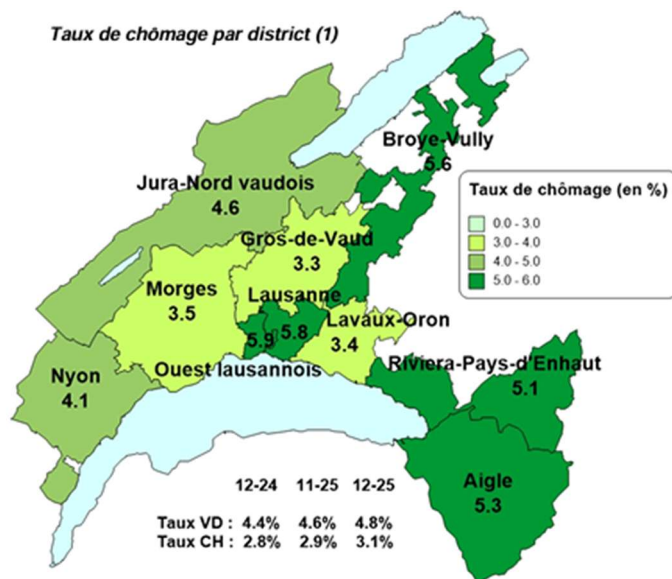 Taux de chômage par district (1)
Broye-Vully
5.6
Taux de chômage (en %)
0.0 - 3.0
3.0 - 4.0
4.0 - 5.0
5.0 - 6.0
Jura-Nord vaudois
4.6
Gros-de-Vaud
3.3
Morges
3.5
Lausanne
5.8
5.9
Lavaux-Oron
3.4
Ouest lausannois
Riviera-Pays-d'Enhaut
5.1
Nyon
4.1
Aigle
5.3
12-24 11-25 12-25
Taux VD : 4.4% 4.6% 4.8%
Taux CH : 2.8% 2.9% 3.1%